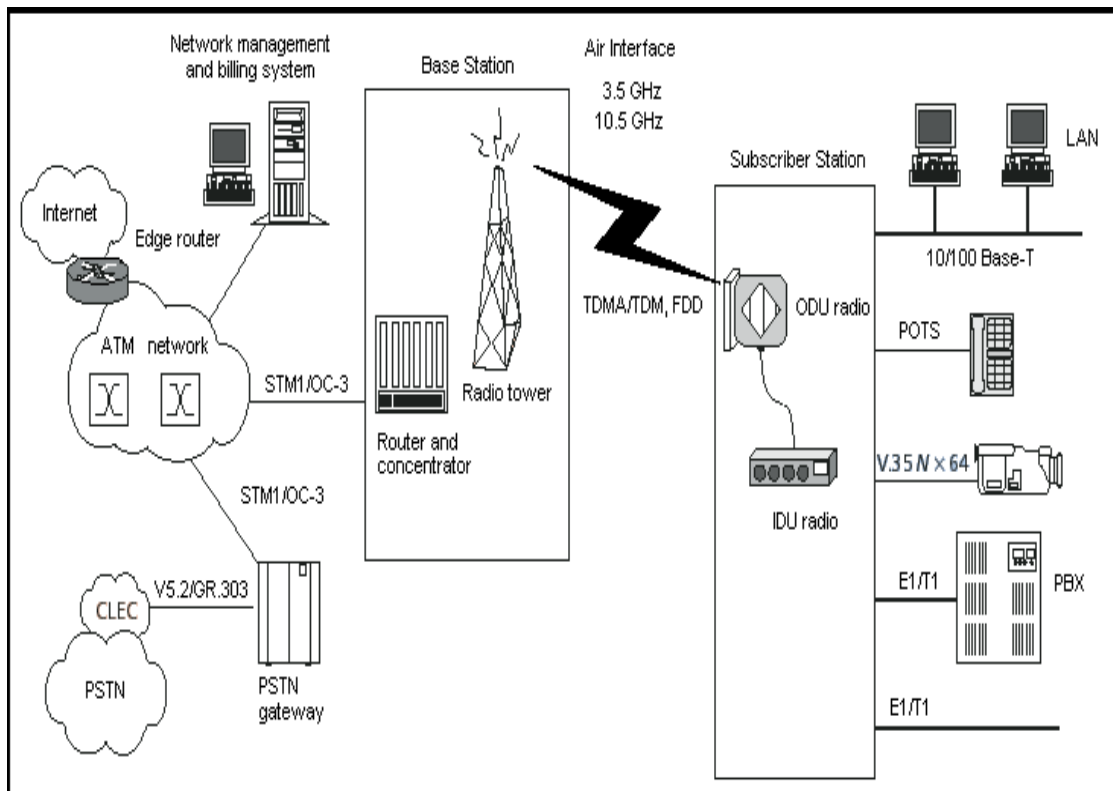 Network management
and billing system
Base Station
Air Interface
3.5 GHz
10.5 GHz
Subscriber Station
LAN
Internet
Edge router
10/100 Base-T
TDMA/TDM, FDD
ODU radio
POTS
ATM network
STM1/OC-3
Radio tower
Router and
concentrator
V.35 N × 64
STM1/OC-3
IDU radio
V5.2/GR.303
CLEC
E1/T1
PBX
PSTN
PSTN
gateway
E1/T1